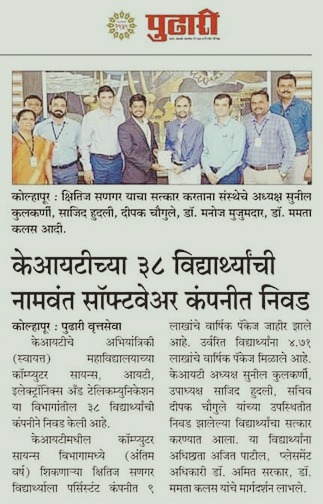 पुढारी
कोल्हापूर : क्षितिज सणगर याचा सत्कार करताना संस्थेचे अध्यक्ष सुनील
कुलकर्णी, साजिद हुदली, दीपक चौगुले, डॉ. मनोज मुजुमदार, डॉ. ममता
कलस आदी.
केआयटीच्या ३८ विद्यार्थ्यांची
नामवंत सॉफ्टवेअर कंपनीत निवड
कोल्हापूर : पुढारी वृत्तसेवा
केआयटीचे अभियांत्रिकी
(स्वायत्त) महाविद्यालयाच्या
कॉम्प्युटर सायन्स, आयटी,
इलेक्ट्रॉनिक्स अँड टेलिकम्युनिकेशन
या विभागांतील ३८ विद्यार्थ्यांची
कंपनीने निवड केली आहे.
केआयटीमधील कॉम्प्युटर
सायन्स विभागामध्ये (अंतिम
वर्ष) शिकणाऱ्या क्षितिज सणगर
विद्यार्थ्याला पर्सिस्टंट कंपनीत ९
लाखांचे वार्षिक पॅकेज जाहीर झाले
आहे. उर्वरित विद्यार्थ्यांना ४.७१
लाखांचे वार्षिक पॅकेज मिळाले आहे.
केआयटी अध्यक्ष सुनील कुलकर्णी,
उपाध्यक्ष साजिद हुदली, सचिव
दीपक चौगुले यांच्या उपस्थितीत
निवड झालेल्या विद्यार्थ्यांचा सत्कार
करण्यात आला. या विद्यार्थ्यांना
अधिष्ठाता अजित पाटील, प्लेसमेंट
अधिकारी डॉ. अमित सरकार, डॉ.
ममता कलस यांचे मार्गदर्शन लाभले.